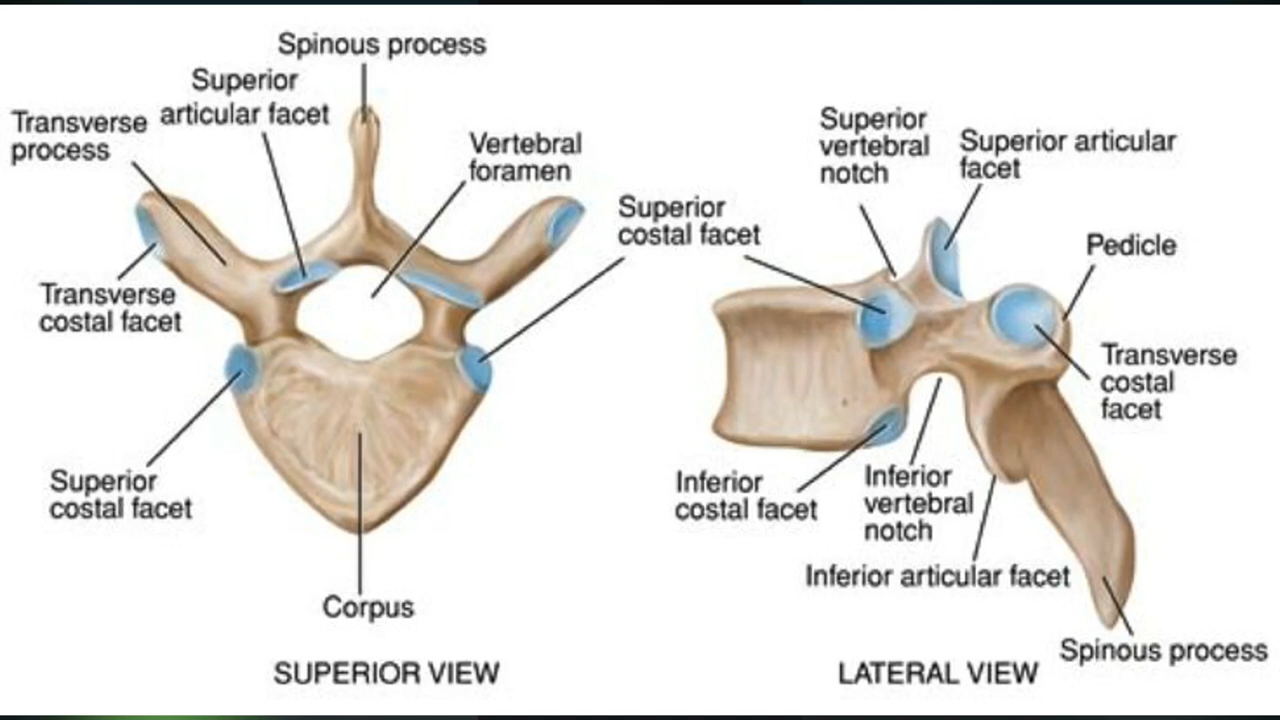 Spinous process
Superior
articular facet
Transverse
process
Vertebral
foramen
Superior
costal facet
Transverse
costal facet
Superior
costal facet
Corpus
SUPERIOR VIEW
Superior
vertebral
notch
Superior articular
facet
Pedicle
Transverse
costal
facet
Inferior
costal facet
Inferior
vertebral
notch
Inferior articular facet
Spinous process
LATERAL VIEW